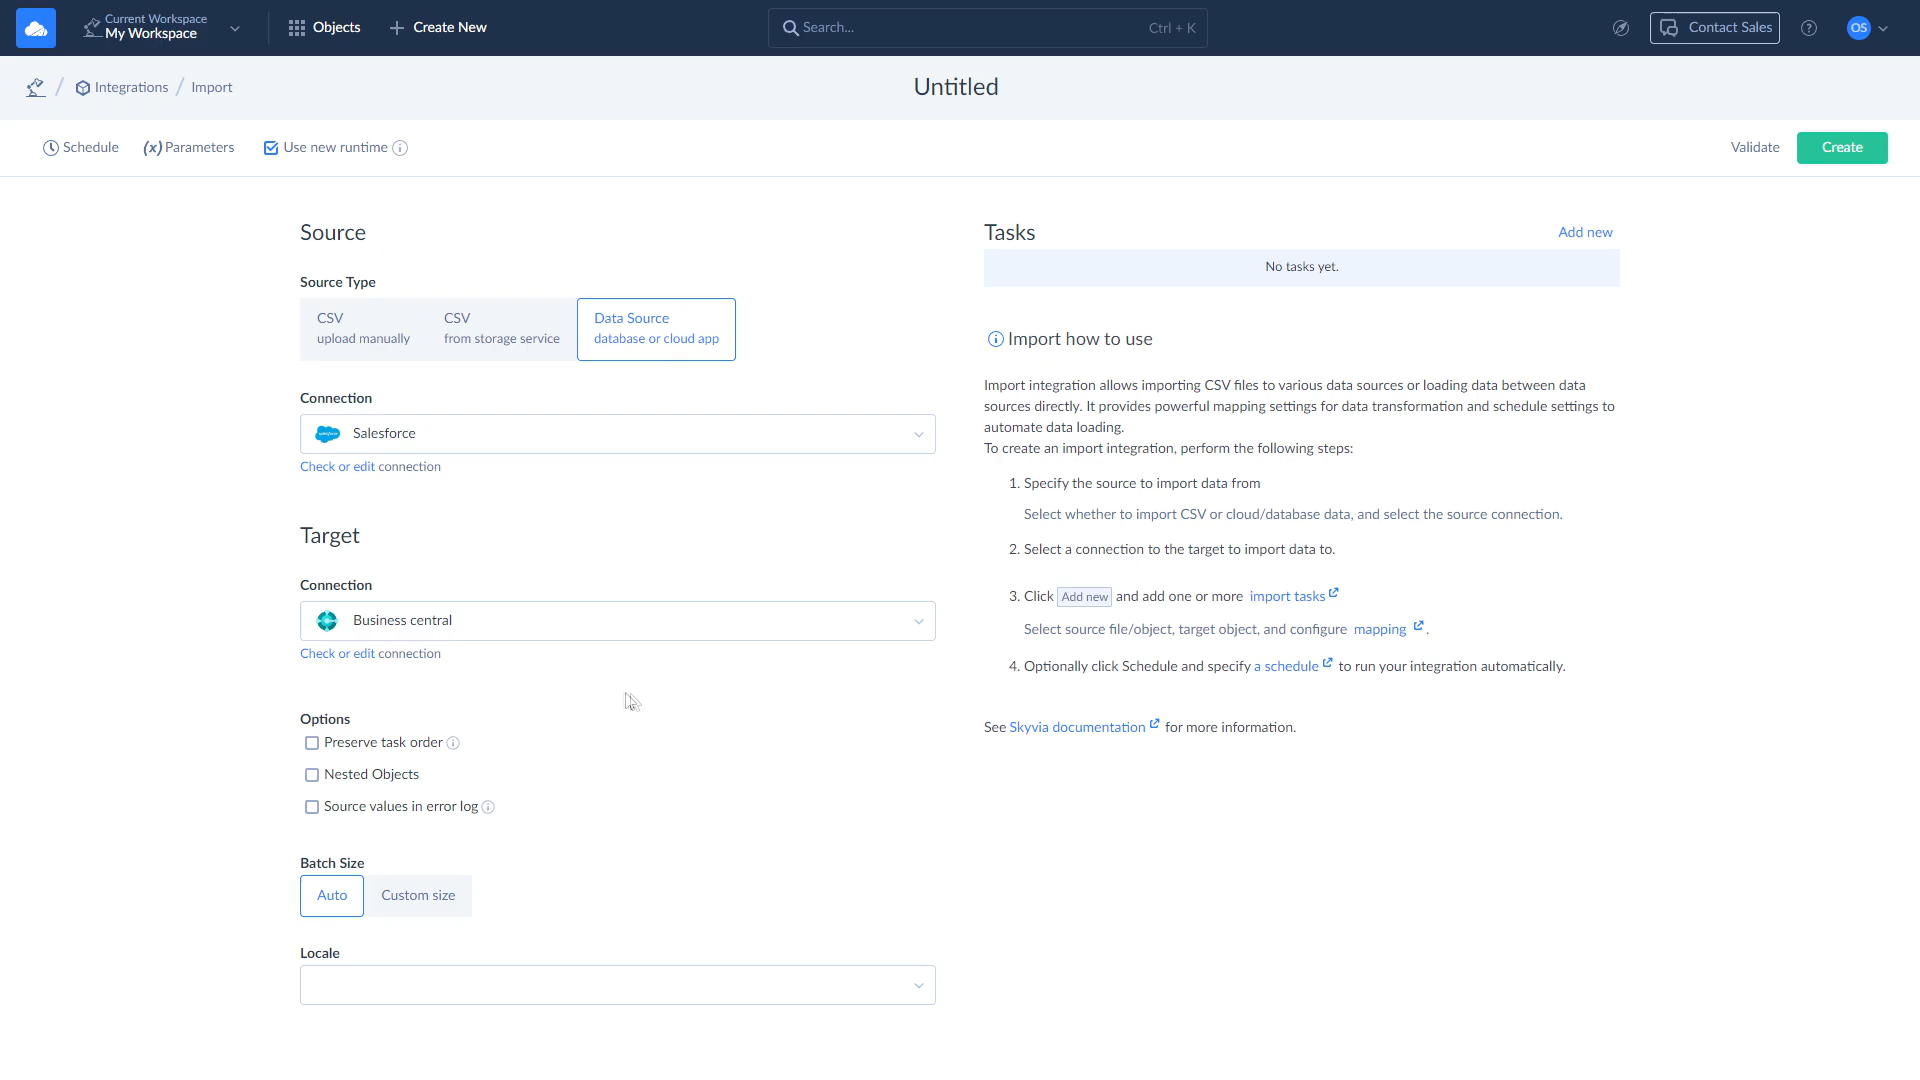 Current Workspace
My Workspace
Objects
Create New
Search...
Ctrl + K
Contact Sales
OS
/ Integrations / Import
Untitled
Schedule
(x) Parameters
Use new runtime
Validate
Create
Source
Source Type
CSV
upload manually
CSV
from storage service
Data Source
database or cloud app
Connection
Salesforce
Check or edit connection
Target
Connection
Business central
Check or edit connection
Options
Preserve task order
Nested Objects
Source values in error log
Batch Size
Auto
Custom size
Locale
Tasks
Add new
No tasks yet.
Import how to use
Import integration allows importing CSV files to various data sources or loading data between data
sources directly. It provides powerful mapping settings for data transformation and schedule settings to
automate data loading.
To create an import integration, perform the following steps:
1. Specify the source to import data from
Select whether to import CSV or cloud/database data, and select the source connection.
2. Select a connection to the target to import data to.
3. Click Add new and add one or more import tasks
Select source file/object, target object, and configure mapping .
4. Optionally click Schedule and specify a schedule to run your integration automatically.
See Skyvia documentation for more information.